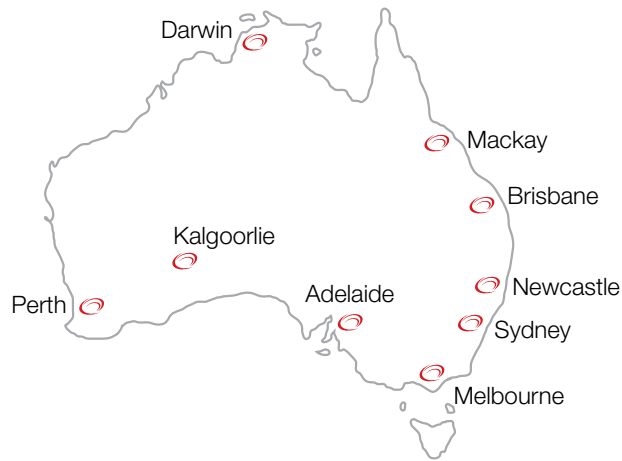 Darwin
Mackay
Brisbane
Kalgoorlie
Newcastle
Adelaide
Perth
Sydney
Melbourne